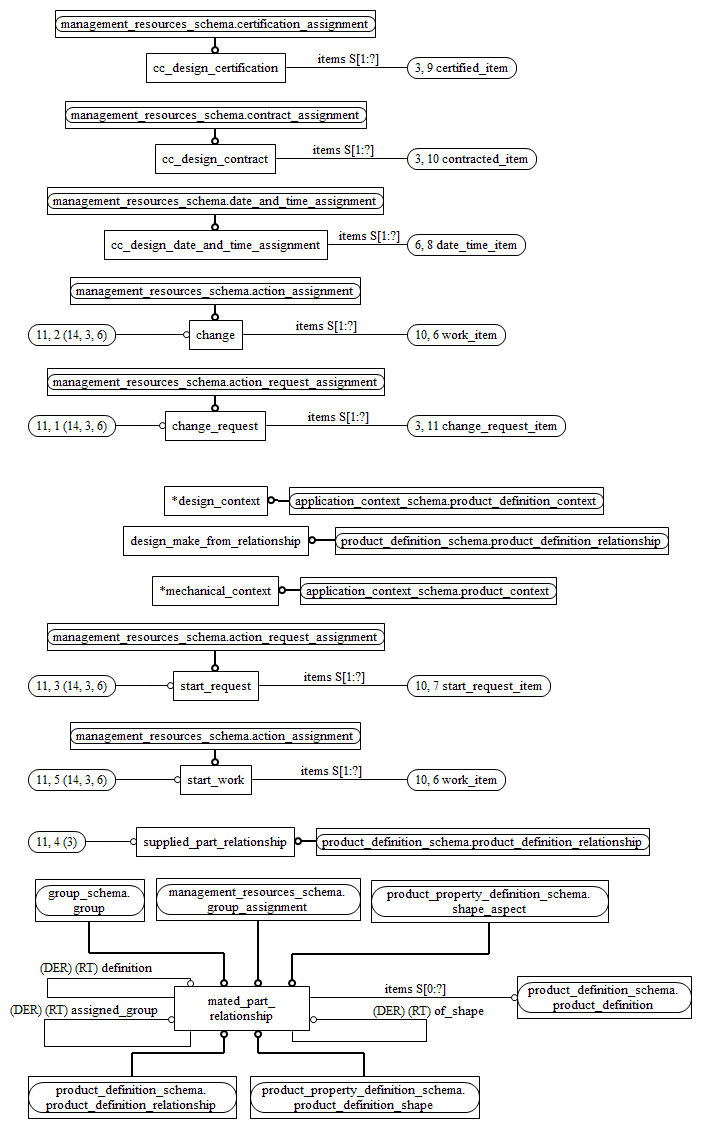 management_resources_schema.certification_assignment
cc_design_certification
items S[1:?]
3, 9 certified_item
management_resources_schema.contract_assignment
cc_design_contract
items S[1:?]
3, 10 contracted_item
management_resources_schema.date_and_time_assignment
cc_design_date_and_time_assignment
items S[1:?]
6, 8 date_time_item
management_resources_schema.action_assignment
11, 2 (14, 3, 6)
change
items S[1:?]
10, 6 work_item
management_resources_schema.action_request_assignment
11, 1 (14, 3, 6)
change_request
items S[1:?]
3, 11 change_request_item
*design_context
application_context_schema.product_definition_context
design_make_from_relationship
product_definition_schema.product_definition_relationship
*mechanical_context
application_context_schema.product_context
management_resources_schema.action_request_assignment
11, 3 (14, 3, 6)
start_request
items S[1:?]
10, 7 start_request_item
management_resources_schema.action_assignment
11, 5 (14, 3, 6)
start_work
items S[1:?]
10, 6 work_item
11, 4 (3)
supplied_part_relationship
product_definition_schema.product_definition_relationship
group_schema.
group
management_resources_schema.
group_assignment
product_property_definition_schema.
shape_aspect
(DER) (RT) definition
(DER) (RT) assigned_group
mated_part_
relationship
items S[0:?]
product_definition_schema.
product_definition
(DER) (RT) of_shape
product_definition_schema.
product_definition_relationship
product_property_definition_schema.
product_definition_shape